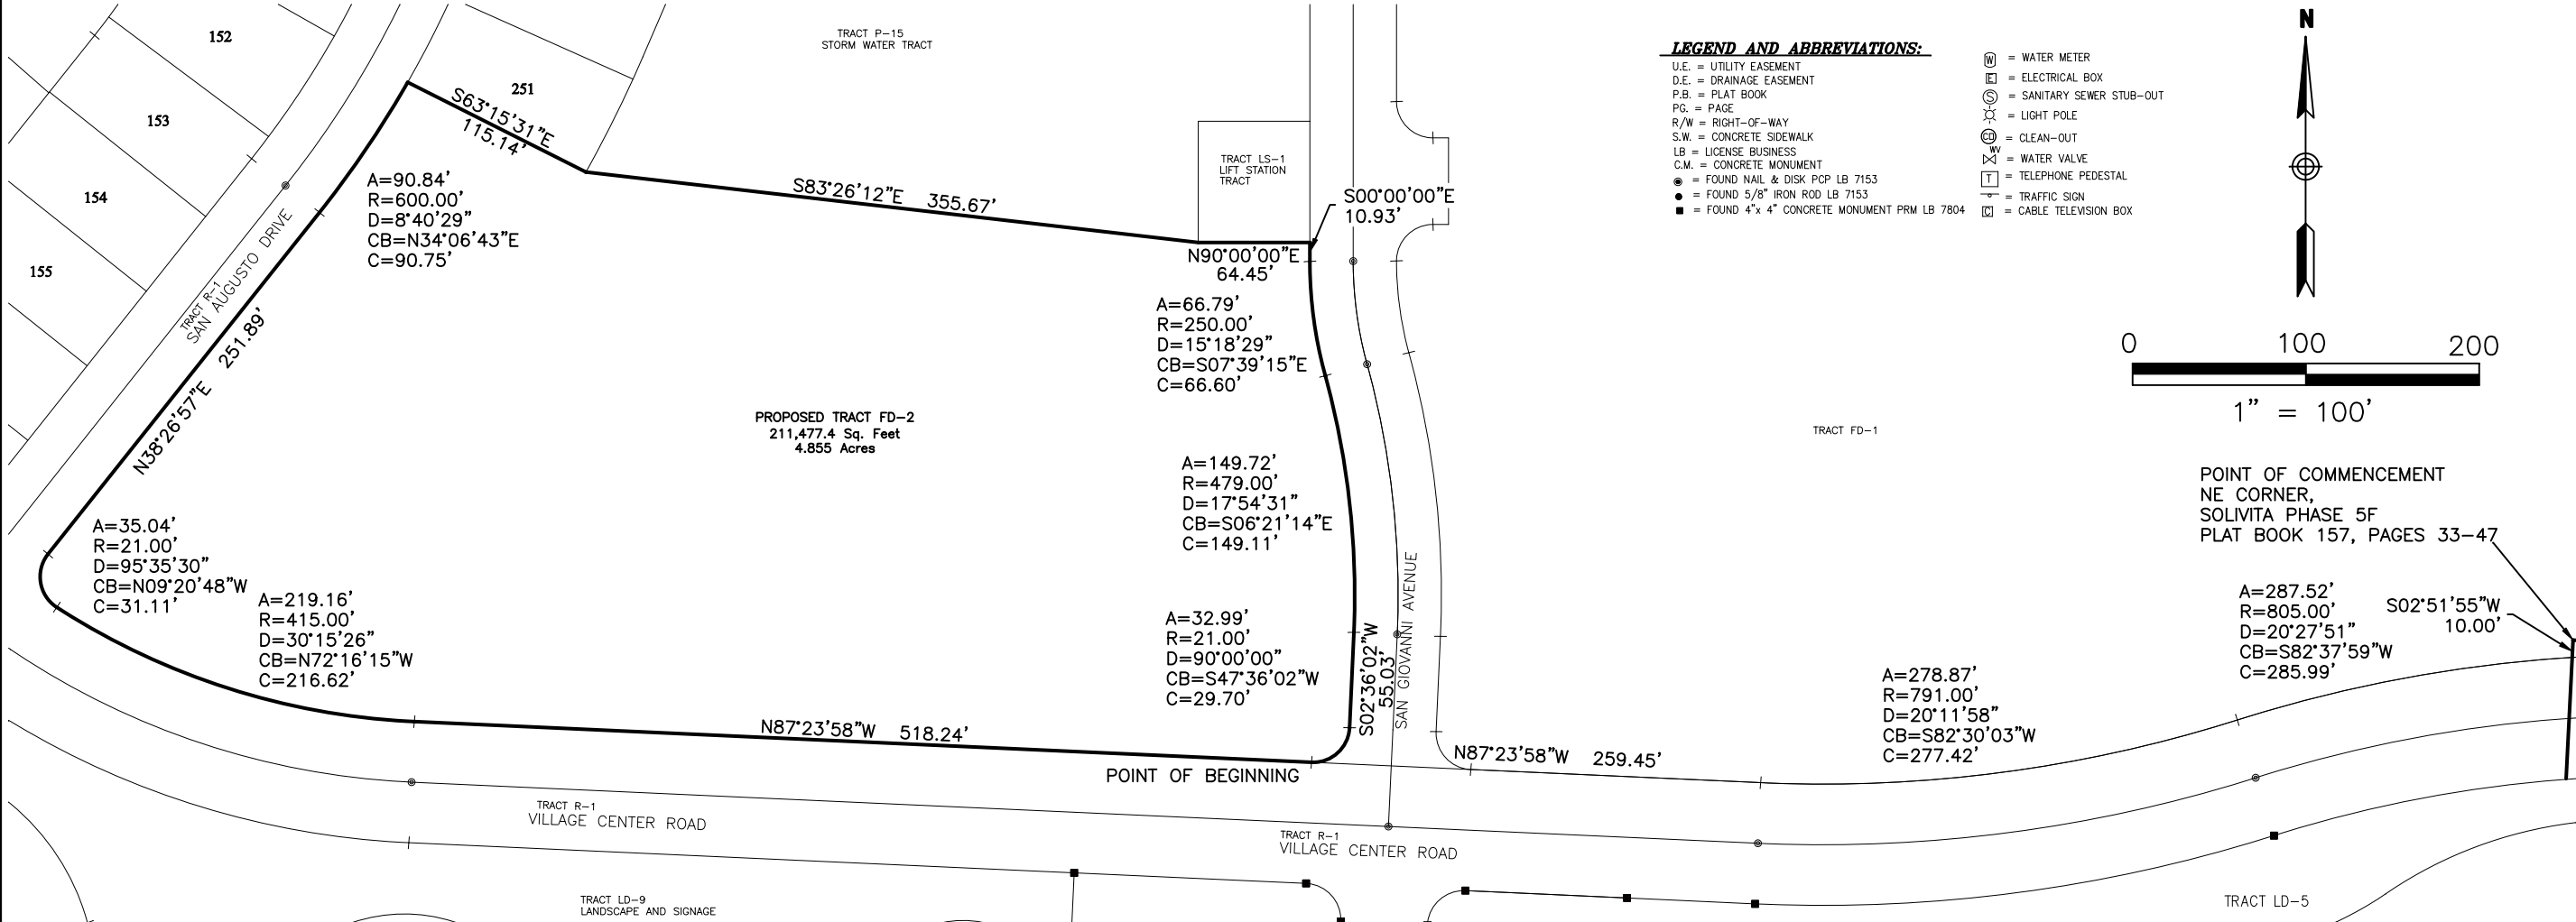 152
153
154
155
251
TRACT P-15
STORM WATER TRACT
S63°15'31"E
115.14'
A=90.84'
R=600.00'
D=8°40'29"
CB=N34°06'43"E
C=90.75'
S83°26'12"E 355.67'
TRACT LS-1
LIFT STATION
TRACT
S00°00'00"E
10.93'
N90°00'00"E
64.45'
A=66.79'
R=250.00'
D=15°18'29"
CB=S07°39'15"E
C=66.60'
TRACT R-1
SAN AUGUSTO DRIVE
N38°26'57"E 251.89'
PROPOSED TRACT FD-2
211,477.4 Sq. Feet
4.855 Acres
A=149.72'
R=479.00'
D=17°54'31"
CB=S06°21'14"E
C=149.11'
A=35.04'
R=21.00'
D=95°35'30"
CB=N09°20'48"W
C=31.11'
A=219.16'
R=415.00'
D=30°15'26"
CB=N72°16'15"W
C=216.62'
A=32.99'
R=21.00'
D=90°00'00"
CB=S47°36'02"W
C=29.70'
S02°36'02"W
55.03'
SAN GIOVANNI AVENUE
N87°23'58"W 518.24'
POINT OF BEGINNING
N87°23'58"W 259.45'
TRACT R-1
VILLAGE CENTER ROAD
TRACT R-1
VILLAGE CENTER ROAD
TRACT LD-9
LANDSCAPE AND SIGNAGE
LEGEND AND ABBREVIATIONS:
U.E. = UTILITY EASEMENT
D.E. = DRAINAGE EASEMENT
P.B. = PLAT BOOK
PG. = PAGE
R/W = RIGHT-OF-WAY
S.W. = CONCRETE SIDEWALK
LB = LICENSE BUSINESS
C.M. = CONCRETE MONUMENT
= FOUND NAIL & DISK PCP LB 7153
= FOUND 5/8" IRON ROD LB 7153
= FOUND 4"x 4" CONCRETE MONUMENT PRM LB 7804
W = WATER METER
E = ELECTRICAL BOX
S = SANITARY SEWER STUB-OUT
= LIGHT POLE
CO = CLEAN-OUT
WV = WATER VALVE
T = TELEPHONE PEDESTAL
= TRAFFIC SIGN
C = CABLE TELEVISION BOX
N
0 100 200
1" = 100'
TRACT FD-1
POINT OF COMMENCEMENT
NE CORNER,
SOLIVITA PHASE 5F
PLAT BOOK 157, PAGES 33-47
A=287.52'
R=805.00'
D=20°27'51"
CB=S82°37'59"W
C=285.99'
S02°51'55"W
10.00'
A=278.87'
R=791.00'
D=20°11'58"
CB=S82°30'03"W
C=277.42'
TRACT LD-5